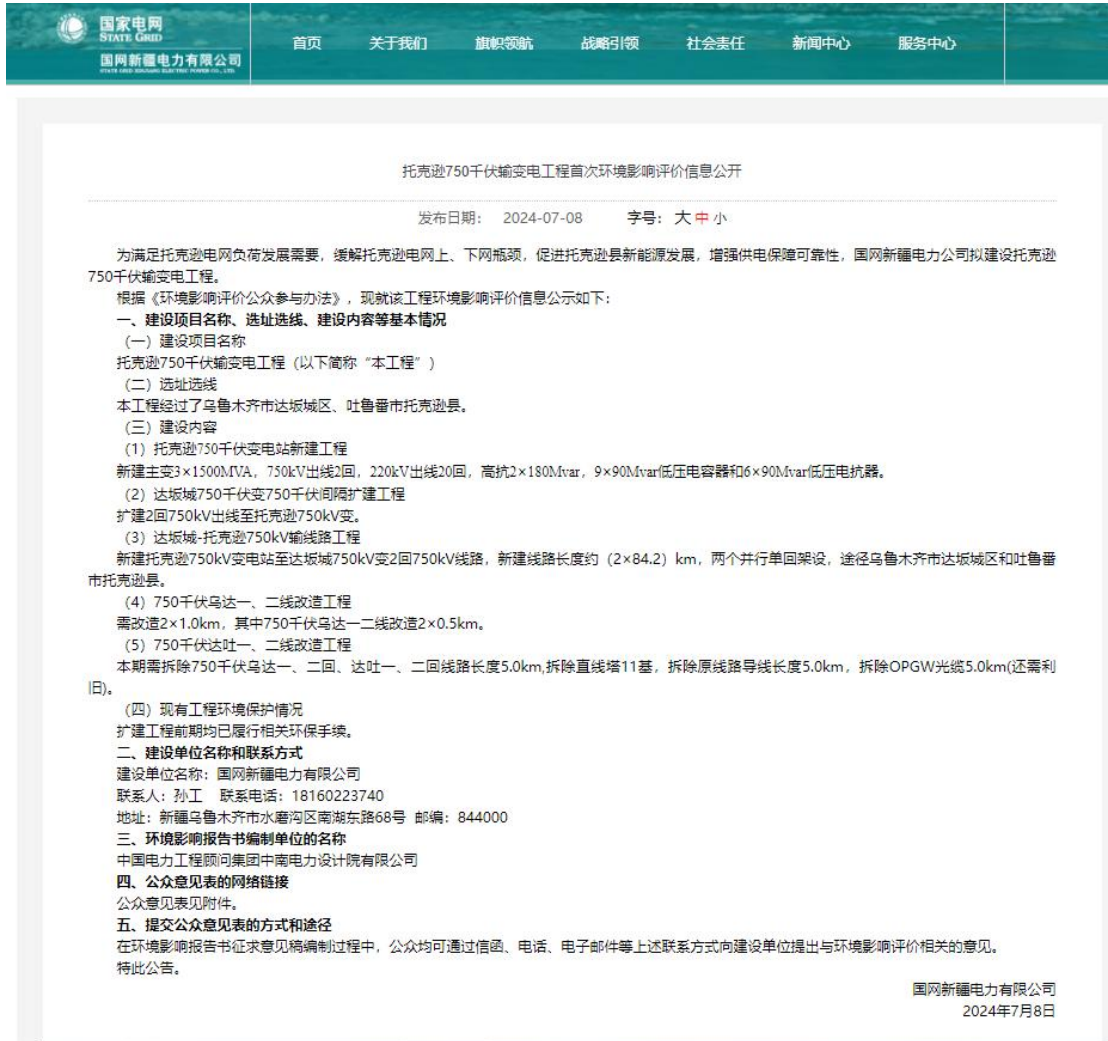 国家电网
STATE GRID
国网新疆电力有限公司
STATE GRID XINJIANG ELECTRIC POWER CO., LTD.
首页 关于我们 旗帜领航 战略引领 社会责任 新闻中心 服务中心
托克逊750千伏输变电工程首次环境影响评价信息公开
发布日期： 2024-07-08 字号：大 中 小
为满足托克逊电网负荷发展需要，缓解托克逊电网上、下网瓶颈，促进托克逊县新能源发展，增强供电保障可靠性，国网新疆电力公司拟建设托克逊
750千伏输变电工程。
根据《环境影响评价公众参与办法》，现就该工程环境影响评价信息公示如下：
一、建设项目名称、选址选线、建设内容等基本情况
（一）建设项目名称
托克逊750千伏输变电工程（以下简称“本工程”）
（二）选址选线
本工程经过了乌鲁木齐市达坂城区、吐鲁番市托克逊县。
（三）建设内容
（1）托克逊750千伏变电站新建工程
新建主变3×1500MVA，750kV出线2回，220kV出线20回，高抗2×180Mvar，9×90Mvar低压电容器和6×90Mvar低压电抗器。
（2）达坂城750千伏变750千伏间隔扩建工程
扩建2回750kV出线至托克逊750kV变。
（3）达坂城-托克逊750kV输线路工程
新建托克逊750kV变电站至达坂城750kV变2回750kV线路，新建线路长度约（2×84.2）km，两个并行单回架设，途径乌鲁木齐市达坂城区和吐鲁番
市托克逊县。
（4）750千伏乌达一、二线改造工程
需改造2×1.0km，其中750千伏乌达一二线改造2×0.5km。
（5）750千伏达吐一、二线改造工程
本期需拆除750千伏乌达一、二回、达吐一、二回线路长度5.0km,拆除直线塔11基，拆除原线路导线长度5.0km，拆除OPGW光缆5.0km(还需利
旧)。
（四）现有工程环境保护情况
扩建工程前期均已履行相关环保手续。
二、建设单位名称和联系方式
建设单位名称：国网新疆电力有限公司
联系人：孙工 联系电话：18160223740
地址：新疆乌鲁木齐市水磨沟区南湖东路68号 邮编：844000
三、环境影响报告书编制单位的名称
中国电力工程顾问集团中南电力设计院有限公司
四、公众意见表的网络链接
公众意见表见附件。
五、提交公众意见表的方式和途径
在环境影响报告书征求意见稿编制过程中，公众均可通过信函、电话、电子邮件等上述联系方式向建设单位提出与环境影响评价相关的意见。
特此公告。
国网新疆电力有限公司
2024年7月8日